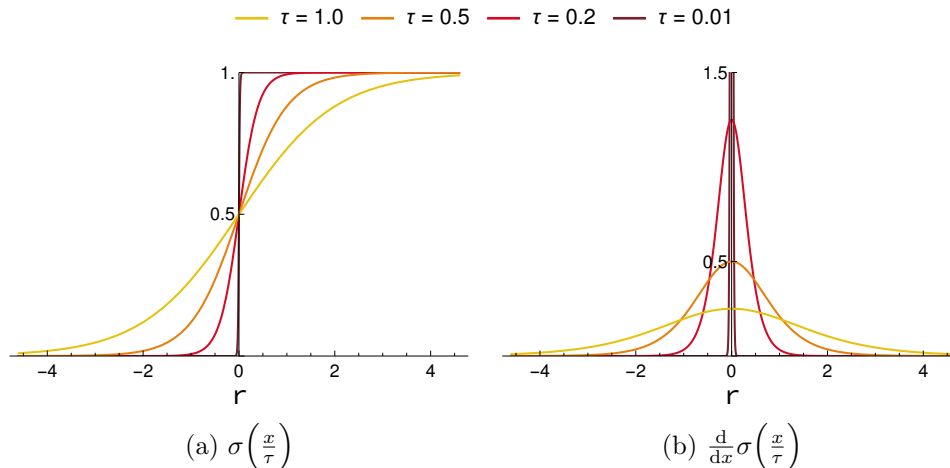 τ = 1.0 τ = 0.5 τ = 0.2 τ = 0.01
1.
0.5
−4 −2 0 2 4
r
(a) σ(x/τ)
1.5
0.5
−4 −2 0 2 4
r
(b) d/dx σ(x/τ)